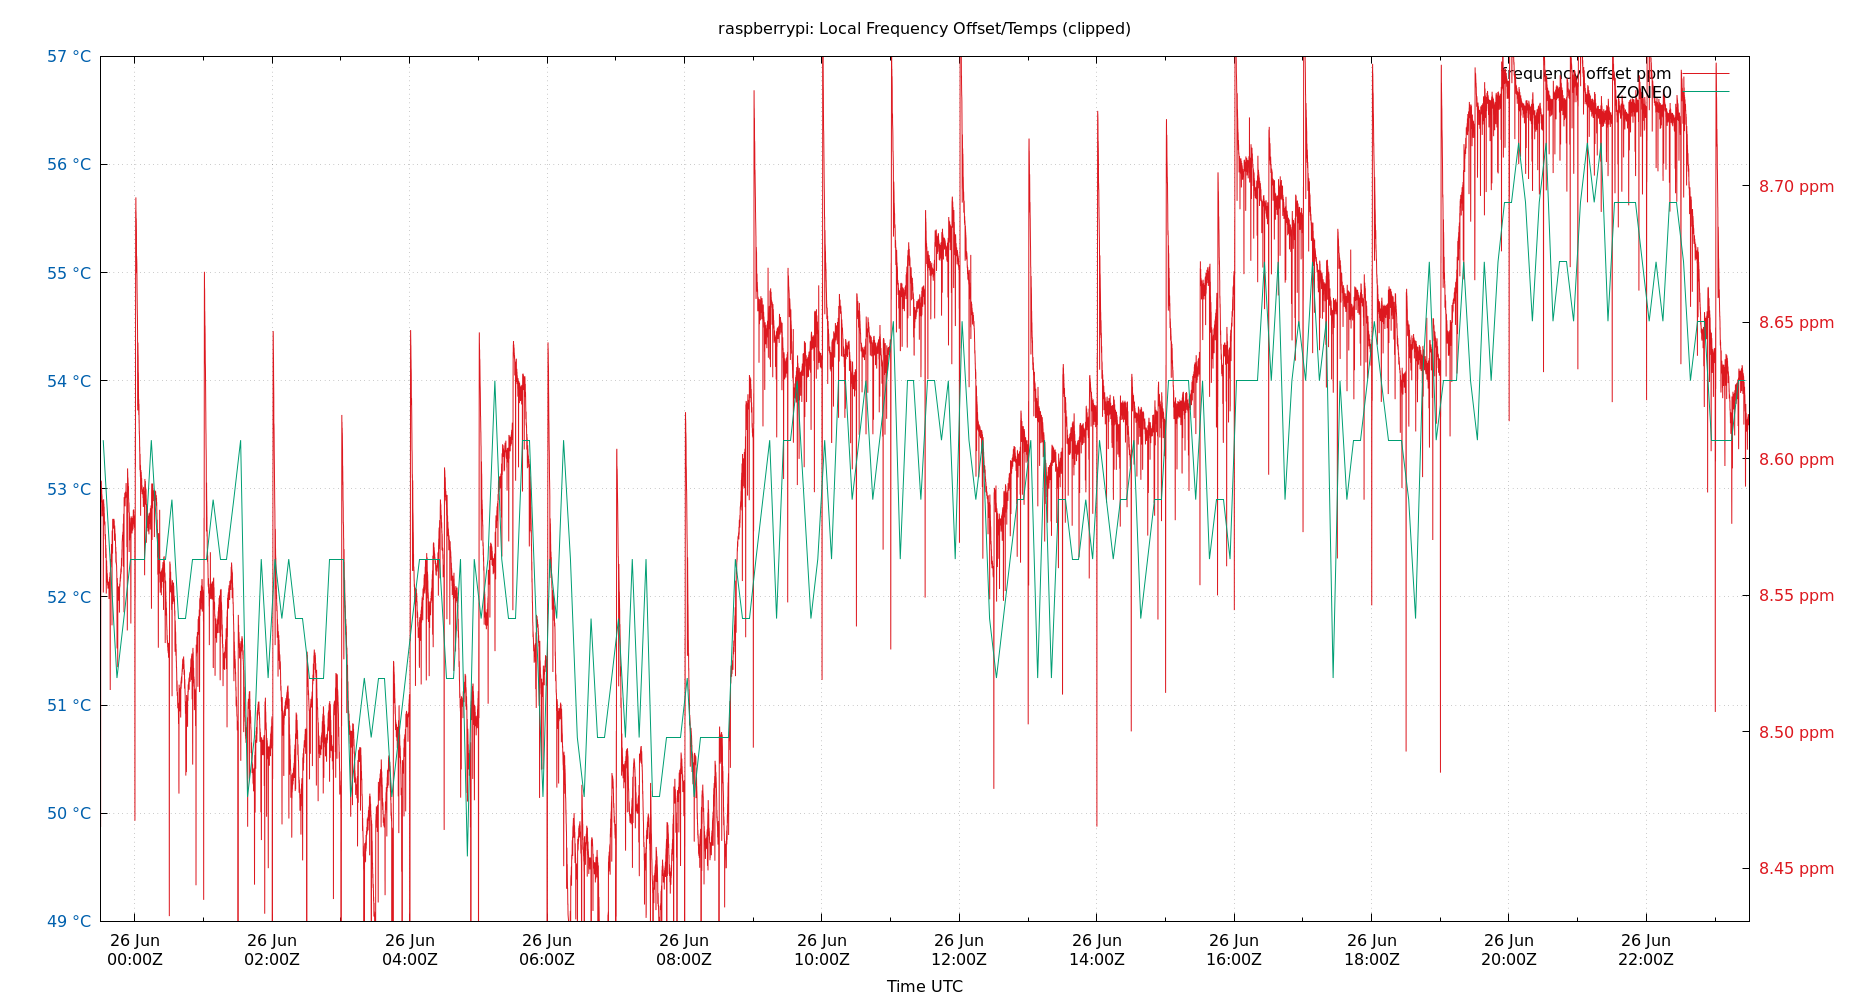 raspberrypi: Local Frequency Offset/Temps (clipped)
57 °C
56 °C
55 °C
54 °C
53 °C
52 °C
51 °C
50 °C
49 °C
frequency offset ppm
ZONE0
8.70 ppm
8.65 ppm
8.60 ppm
8.55 ppm
8.50 ppm
8.45 ppm
26 Jun 26 Jun 26 Jun 26 Jun 26 Jun 26 Jun 26 Jun 26 Jun 26 Jun 26 Jun 26 Jun 26 Jun
00:00Z 02:00Z 04:00Z 06:00Z 08:00Z 10:00Z 12:00Z 14:00Z 16:00Z 18:00Z 20:00Z 22:00Z
Time UTC